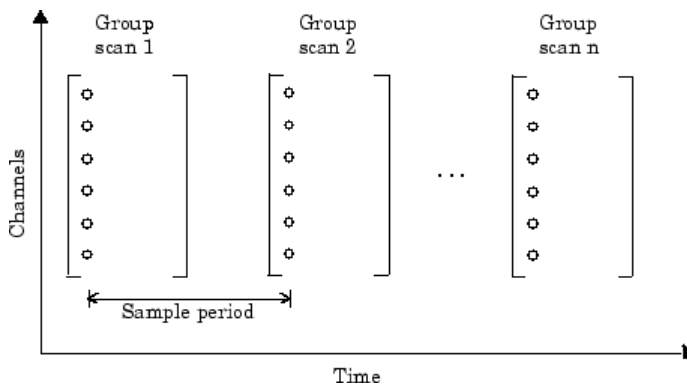 Group
scan 1
Group
scan 2
Group
scan n
...
Channels
Sample period
Time